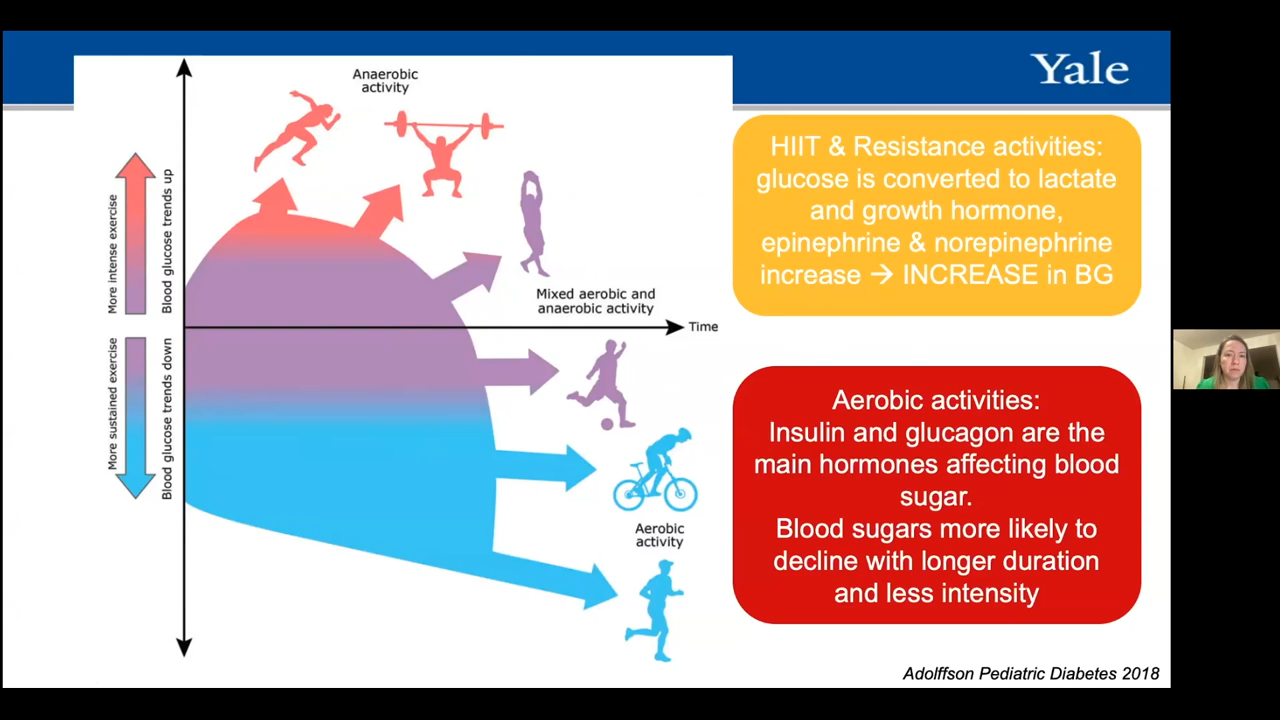 Yale
Anaerobic
activity
More intense exercise
Blood glucose trends up
Mixed aerobic and
anaerobic activity
Time
More sustained exercise
Blood glucose trends down
Aerobic
activity
HIIT & Resistance activities:
glucose is converted to lactate
and growth hormone,
epinephrine & norepinephrine
increase → INCREASE in BG
Aerobic activities:
Insulin and glucagon are the
main hormones affecting blood
sugar.
Blood sugars more likely to
decline with longer duration
and less intensity
Adolffson Pediatric Diabetes 2018